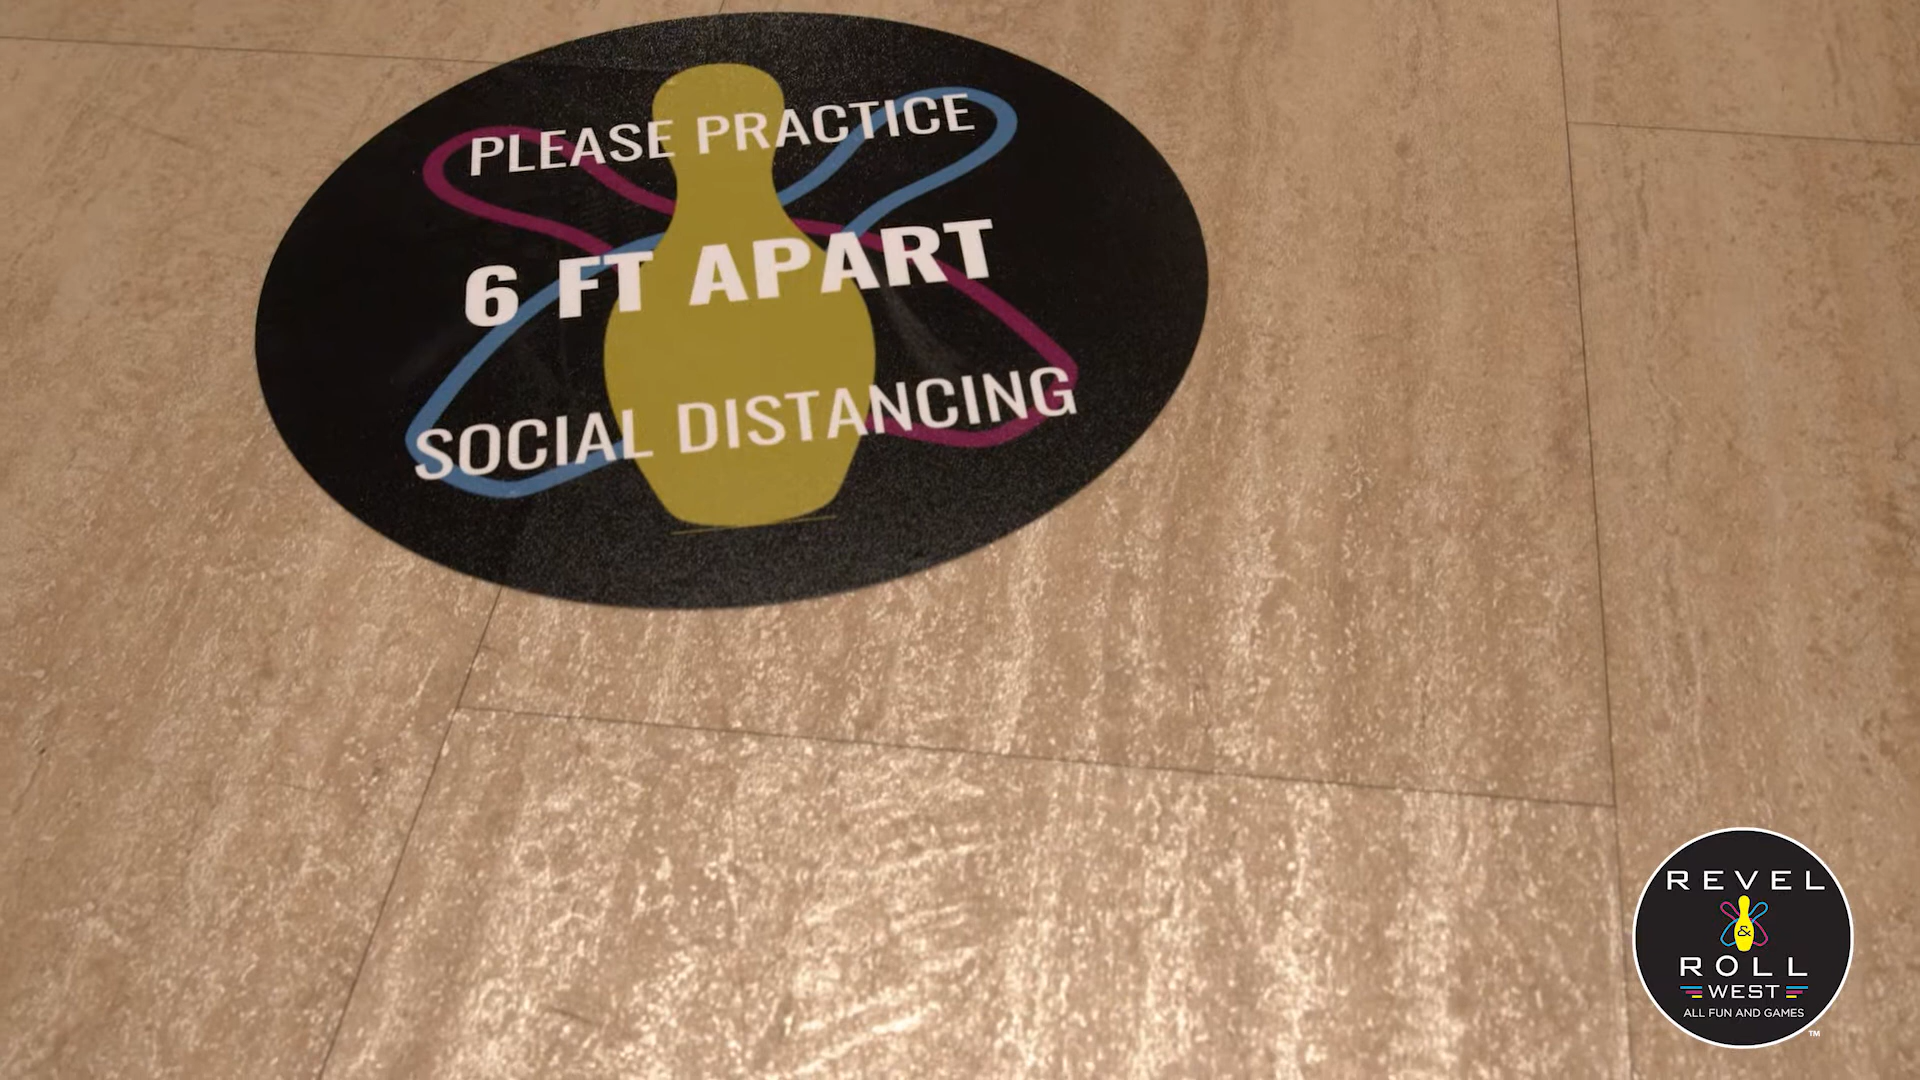 PLEASE PRACTICE
6 FT APART
SOCIAL DISTANCING
REVEL
&
ROLL
WEST
ALL FUN AND GAMES
TM